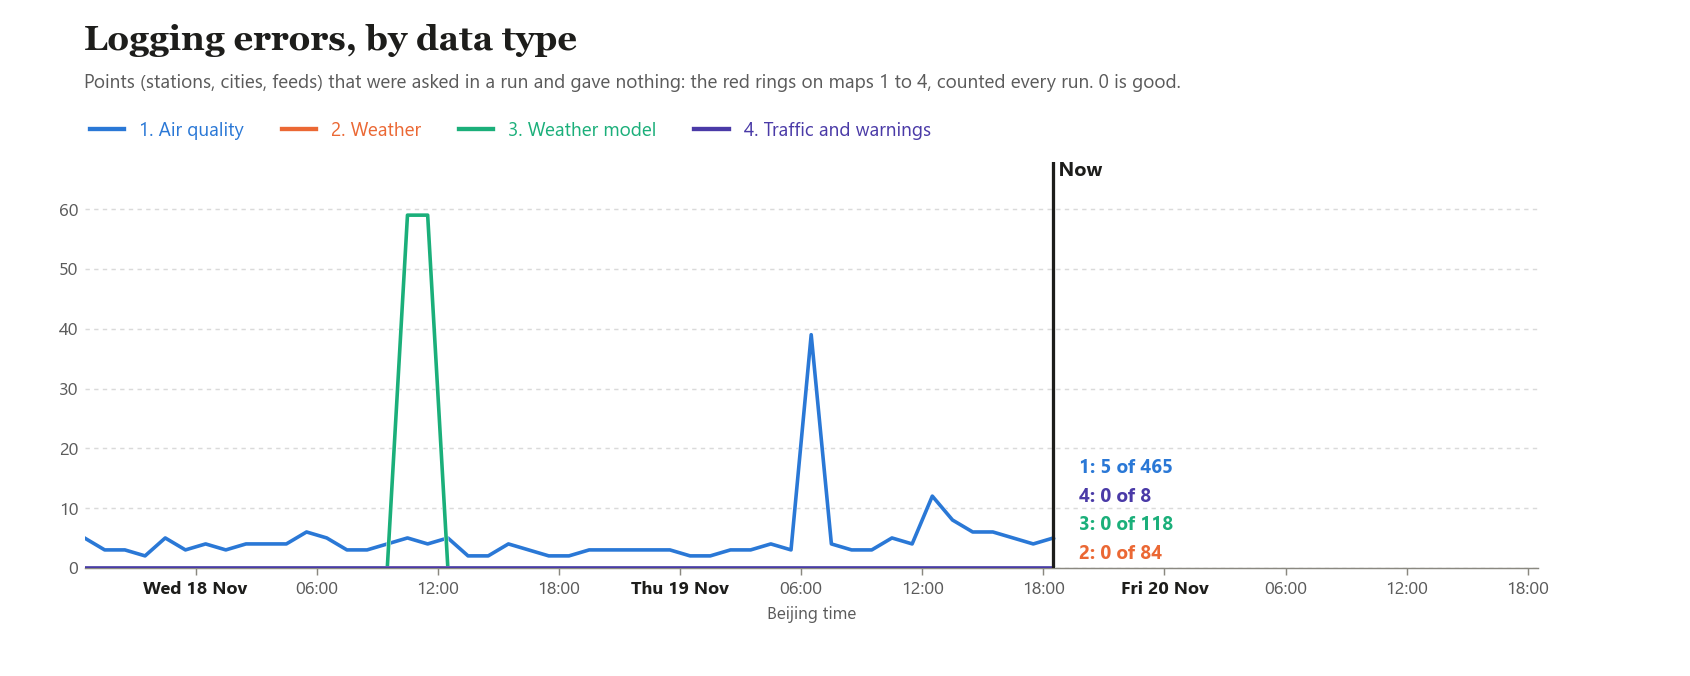 Logging errors, by data type
Points (stations, cities, feeds) that were asked in a run and gave nothing: the red rings on maps 1 to 4, counted every run. 0 is good.
1. Air quality 2. Weather 3. Weather model 4. Traffic and warnings
Now
60
50
40
30
20
10
0
1: 5 of 465
4: 0 of 8
3: 0 of 118
2: 0 of 84
Wed 18 Nov 06:00 12:00 18:00 Thu 19 Nov 06:00 12:00 18:00 Fri 20 Nov 06:00 12:00 18:00
Beijing time